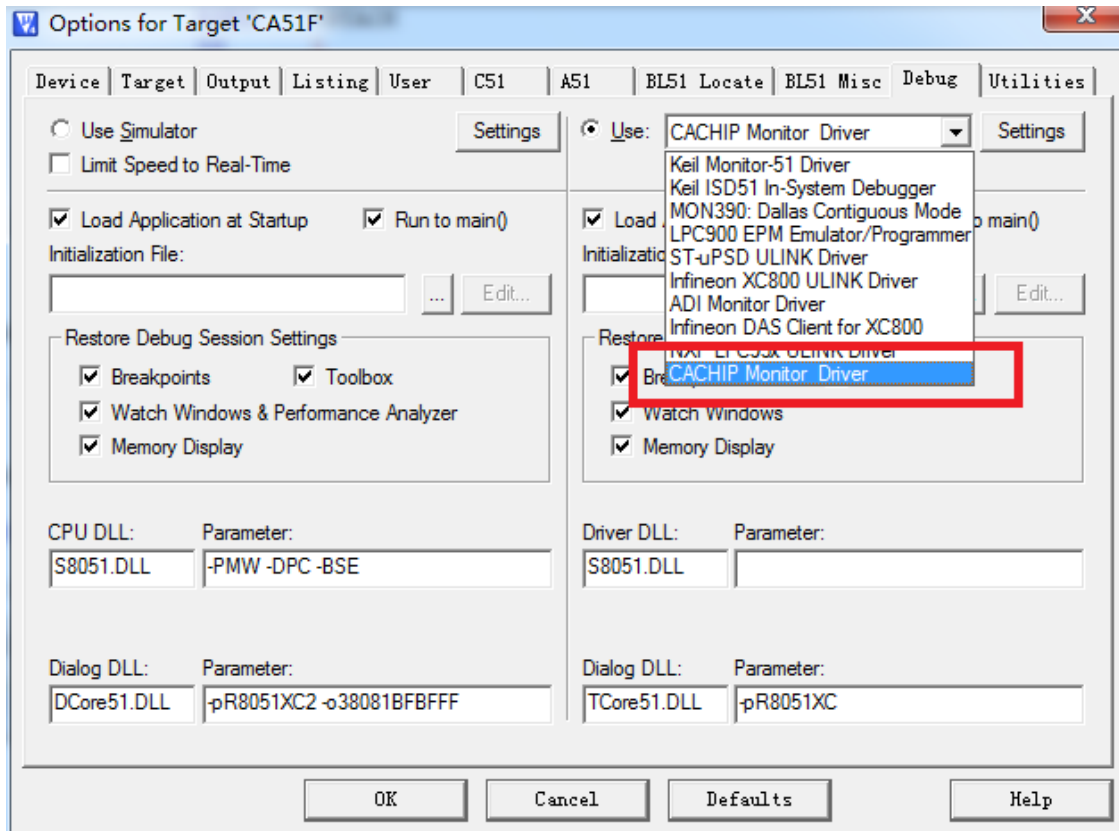 Options for Target 'CA51F'
Device Target Output Listing User C51 A51 BL51 Locate BL51 Misc Debug Utilities
Use Simulator Settings
Limit Speed to Real-Time
Use: CACHIP Monitor Driver Settings
Keil Monitor-51 Driver
Keil ISD51 In-System Debugger
MON390: Dallas Contiguous Mode
LPC900 EPM Emulator/Programmer
ST-uPSD ULINK Driver
Infineon XC800 ULINK Driver
ADI Monitor Driver
Infineon DAS Client for XC800
NXP LPC95x ULINK Driver
CACHIP Monitor Driver
Load Application at Startup Run to main()
Initialization File:
... Edit...
Restore Debug Session Settings
Breakpoints Toolbox
Watch Windows & Performance Analyzer
Memory Display
CPU DLL: Parameter:
S8051.DLL -PMW -DPC -BSE
Dialog DLL: Parameter:
DCore51.DLL -pR8051XC2 -o38081BFBFFF
Load main()
Edit...
Watch Windows
Memory Display
Driver DLL: Parameter:
S8051.DLL
Dialog DLL: Parameter:
TCore51.DLL -pR8051XC
OK Cancel Defaults Help